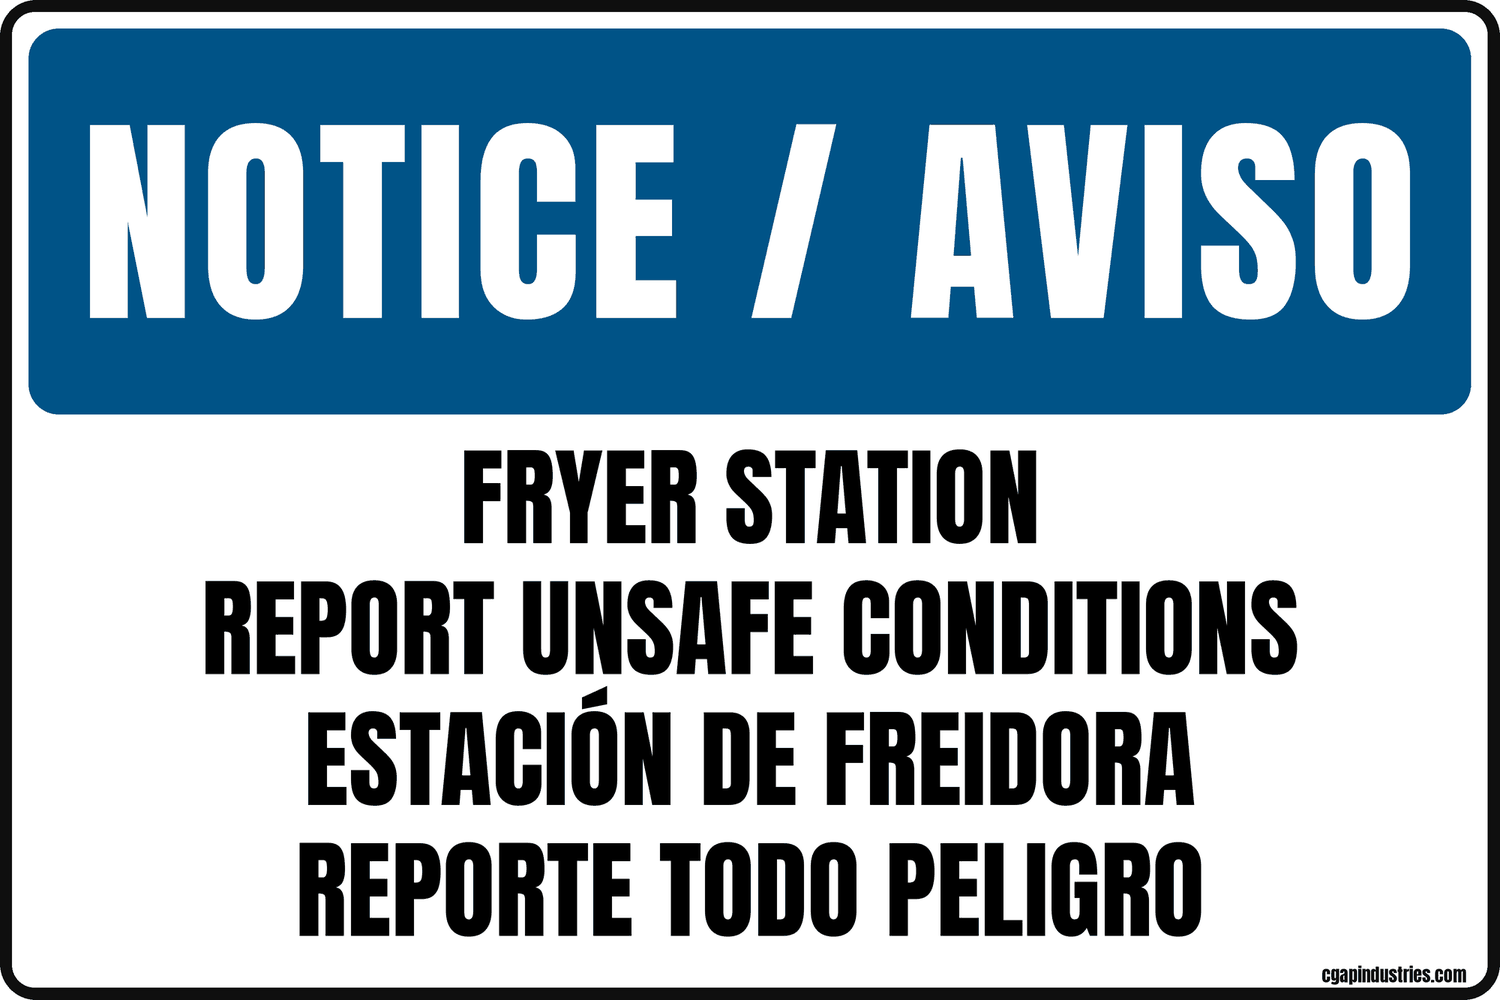 NOTICE / AVISO
FRYER STATION
REPORT UNSAFE CONDITIONS
ESTACIÓN DE FREIDORA
REPORTE TODO PELIGRO
cgapindustries.com